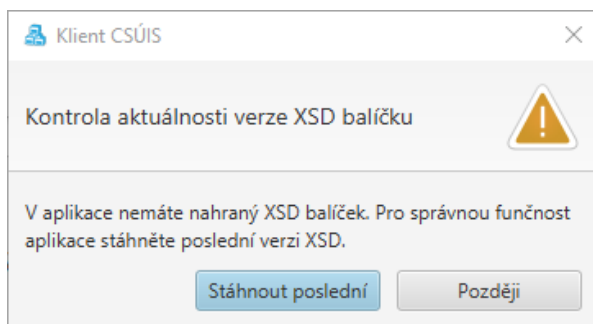 Klient CSÚIS
Kontrola aktuálnosti verze XSD balíčku
V aplikace nemáte nahraný XSD balíček. Pro správnou funčnost
aplikace stáhněte poslední verzi XSD.
Stáhnout poslední
Později